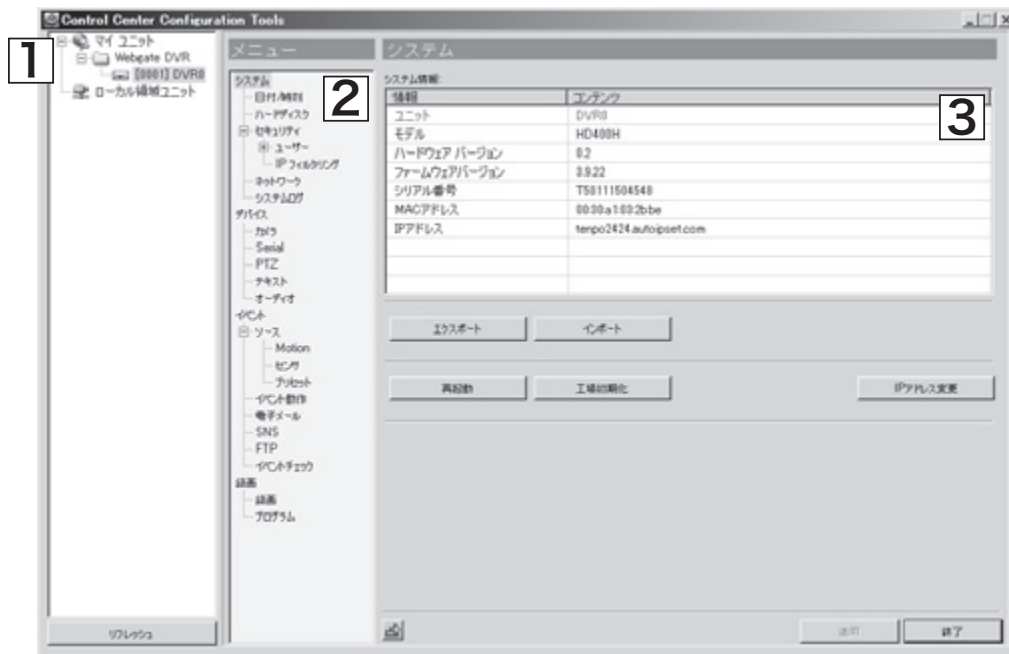 Control Center Configuration Tools
1
マイ ユニット
Webgate DVR
[0001] DVR0
ローカル領域ユニット
リフレッシュ
メニュー
2
システム
日付/時刻
ハードディスク
セキュリティ
ユーザー
IP フィルタリング
ネットワーク
システムログ
デバイス
カメラ
Serial
PTZ
テキスト
オーディオ
イベント
ソース
Motion
センサ
プリセット
イベント動作
電子メール
SNS
FTP
イベントチェック
録画
録画
プログラム
システム
システム情報:
3
情報 コンテンツ
ユニット DVR0
モデル HD400H
ハードウェア バージョン 0.2
ファームウェアバージョン 3.9.22
シリアル番号 T50111504548
MACアドレス 00:30:a1:03:2b:be
IPアドレス tenpo2424.autoipset.com
エクスポート インポート
再起動 工場初期化 IPアドレス変更
適用 終了